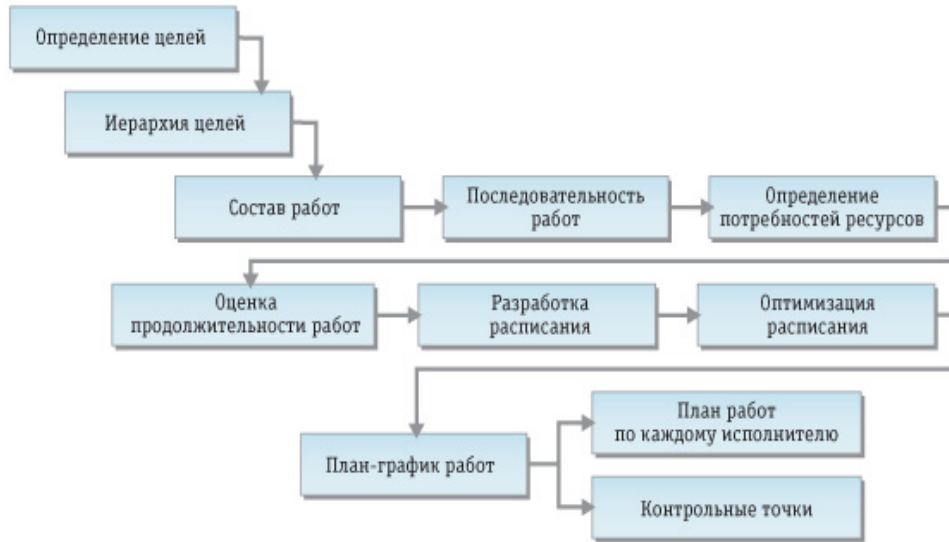 Определение целей
Иерархия целей
Состав работ
Последовательность
работ
Определение
потребностей ресурсов
Оценка
продолжительности работ
Разработка
расписания
Оптимизация
расписания
План-график работ
План работ
по каждому исполнителю
Контрольные точки